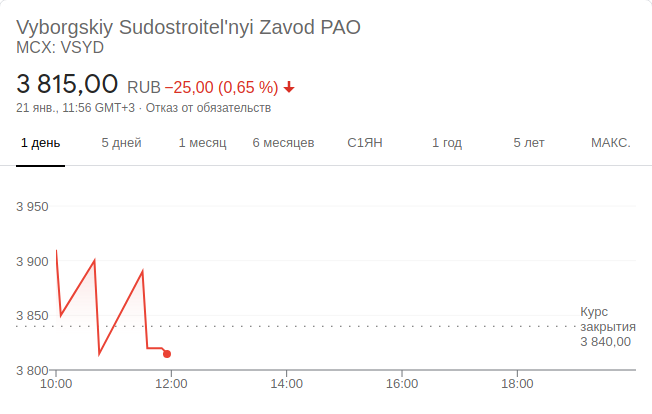 Vyborgskiy Sudostroitel'nyi Zavod PAO
MCX: VSYD
3 815,00 RUB −25,00 (0,65 %)
21 янв., 11:56 GMT+3 · Отказ от обязательств
1 день 5 дней 1 месяц 6 месяцев С1ЯН 1 год 5 лет МАКС.
3 950
3 900
3 850
Курс
закрытия
3 840,00
3 800
10:00 12:00 14:00 16:00 18:00